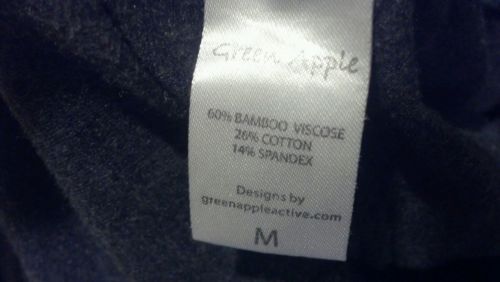 Green Apple
60% BAMBOO VISCOSE
26% COTTON
14% SPANDEX
Designs by
greenappleactive.com
M